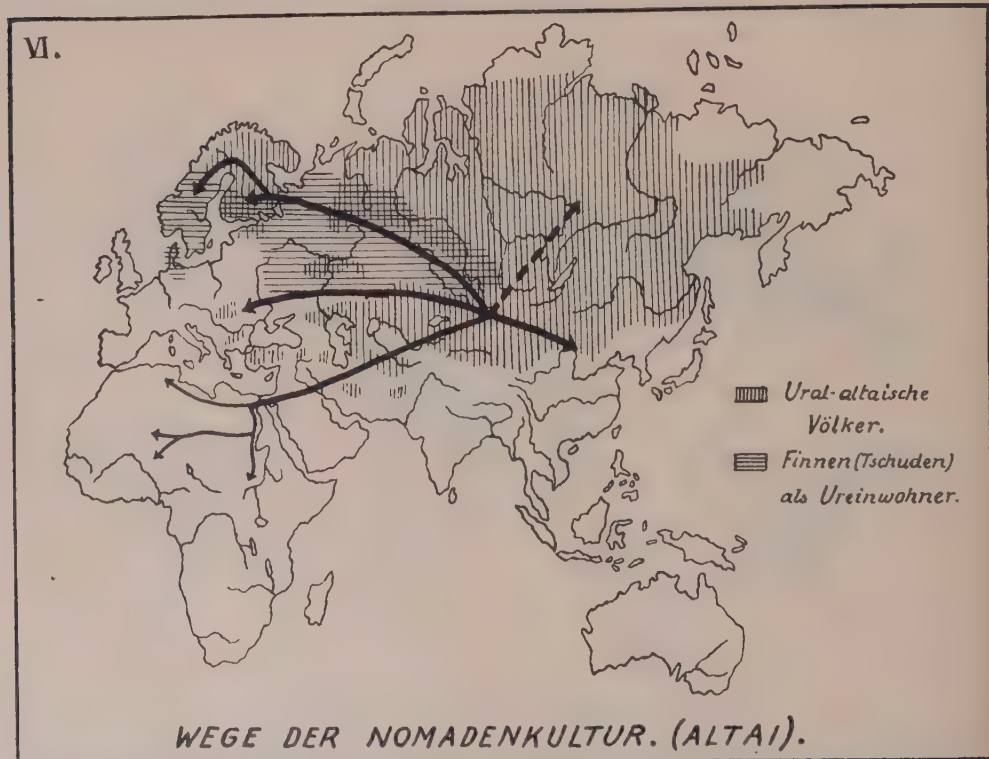 VI.
Ural-altaische
Völker.
Finnen (Tschuden)
als Ureinwohner.
WEGE DER NOMADENKULTUR. (ALTAI).